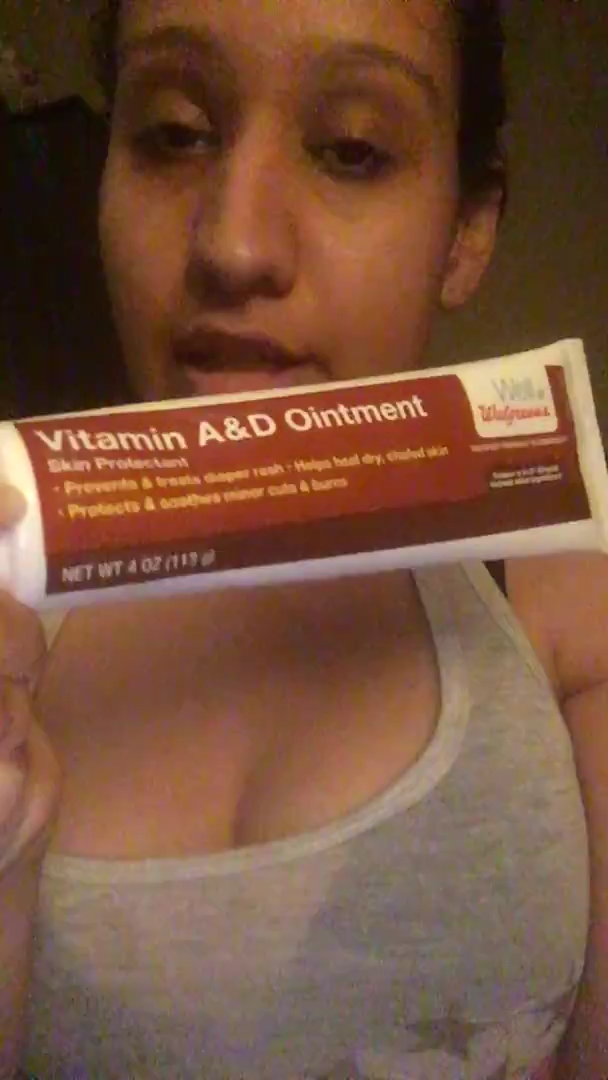 Vitamin A&D Ointment
Skin Protectant
• Prevents & treats diaper rash • Helps heal dry, chafed skin
• Protects & soothes minor cuts & burns
NET WT 4 OZ (113 g)
Well at
Walgreens